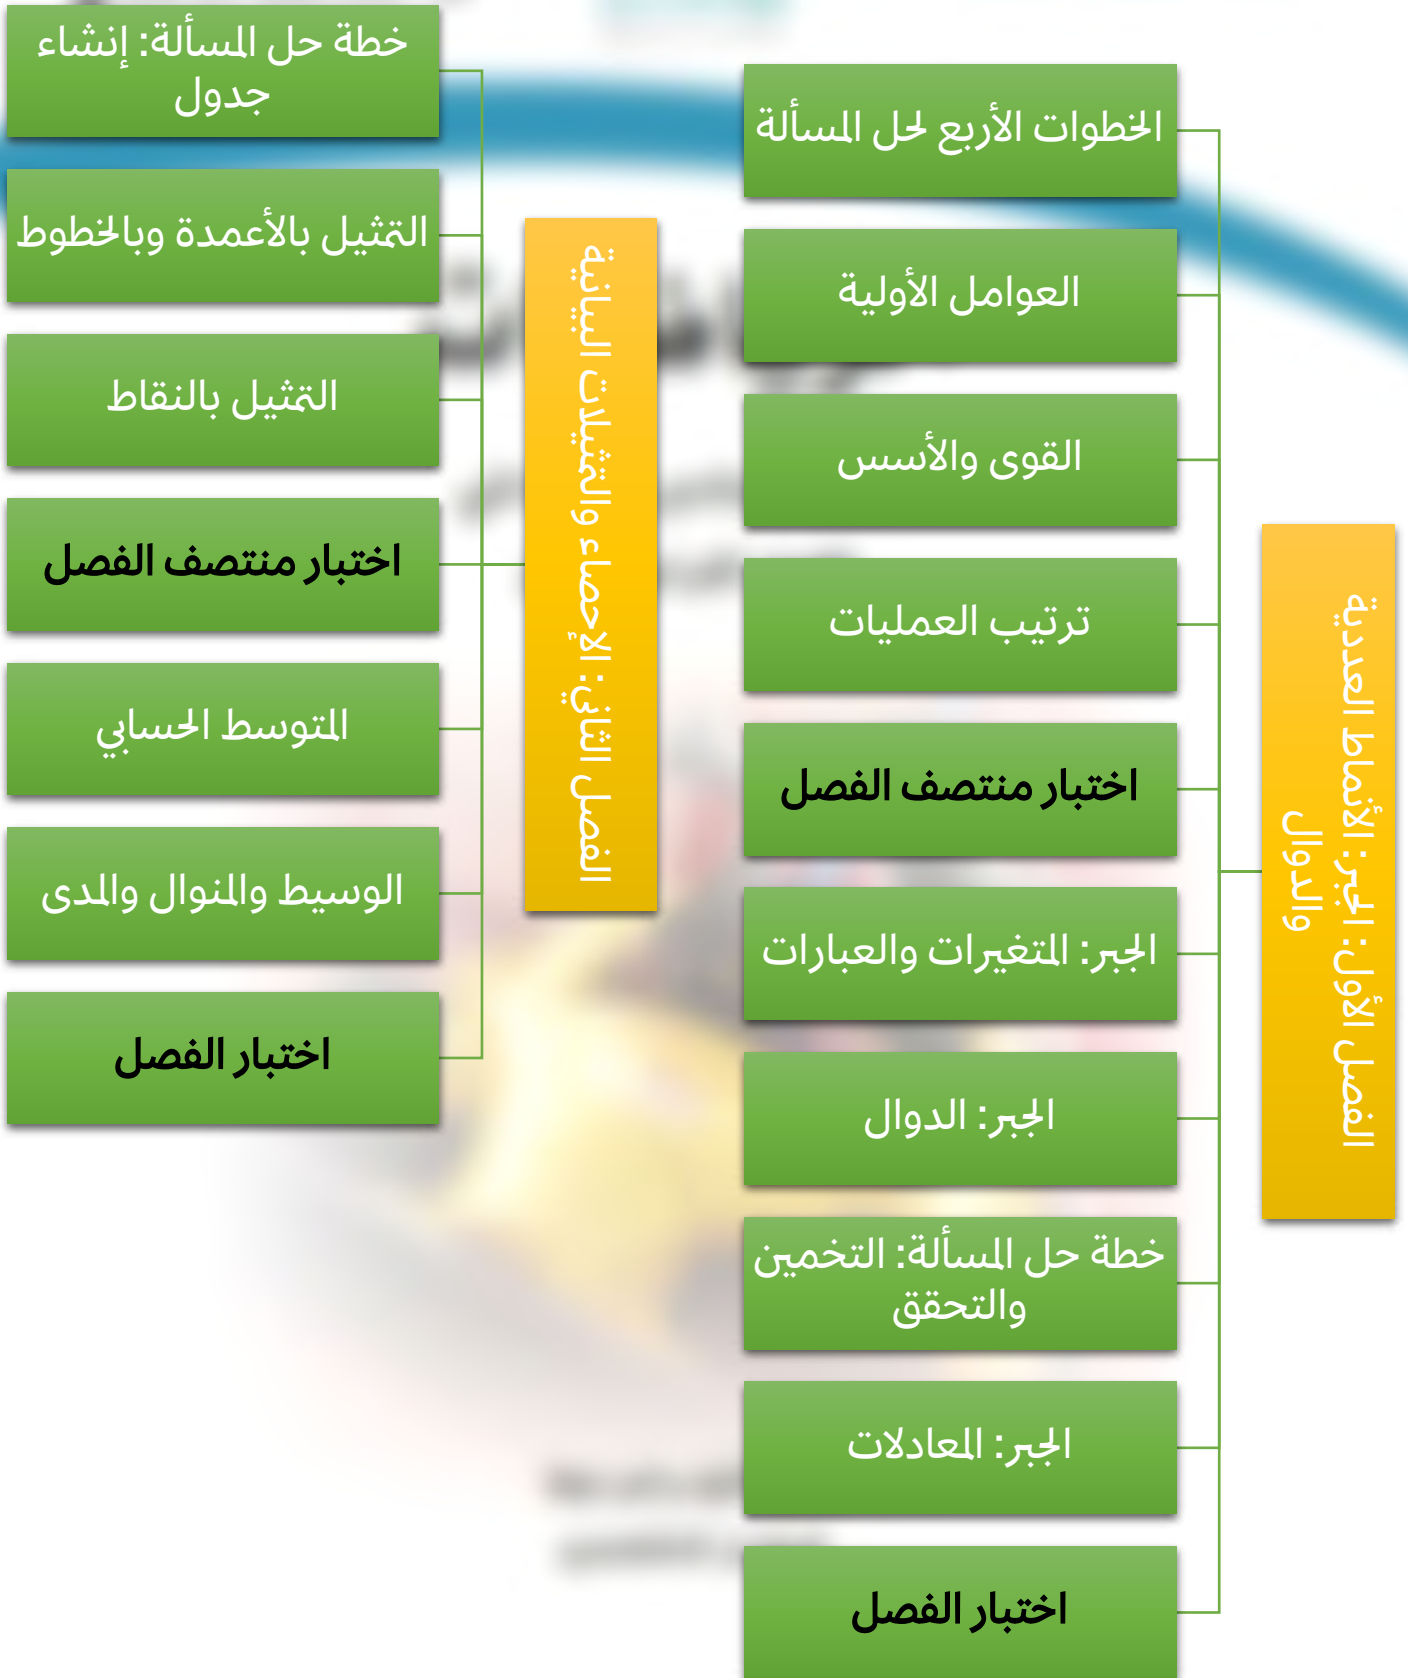 الفصل الأول: الجبر: الأنماط العددية
والدوال
الخطوات الأربع لحل المسألة
العوامل الأولية
القوى والأسس
ترتيب العمليات
اختبار منتصف الفصل
الجبر: المتغيرات والعبارات
الجبر: الدوال
خطة حل المسألة: التخمين
والتحقق
الجبر: المعادلات
اختبار الفصل
الفصل الثاني: الإحصاء والتمثيلات البيانية
خطة حل المسألة: إنشاء
جدول
التمثيل بالأعمدة وبالخطوط
التمثيل بالنقاط
اختبار منتصف الفصل
المتوسط الحسابي
الوسيط والمنوال والمدى
اختبار الفصل